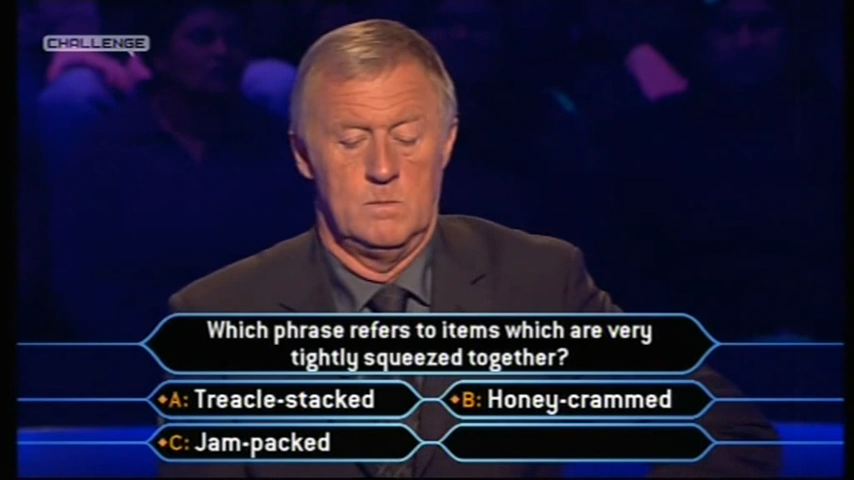 CHALLENGE
Which phrase refers to items which are very
tightly squeezed together?
A: Treacle-stacked
B: Honey-crammed
C: Jam-packed